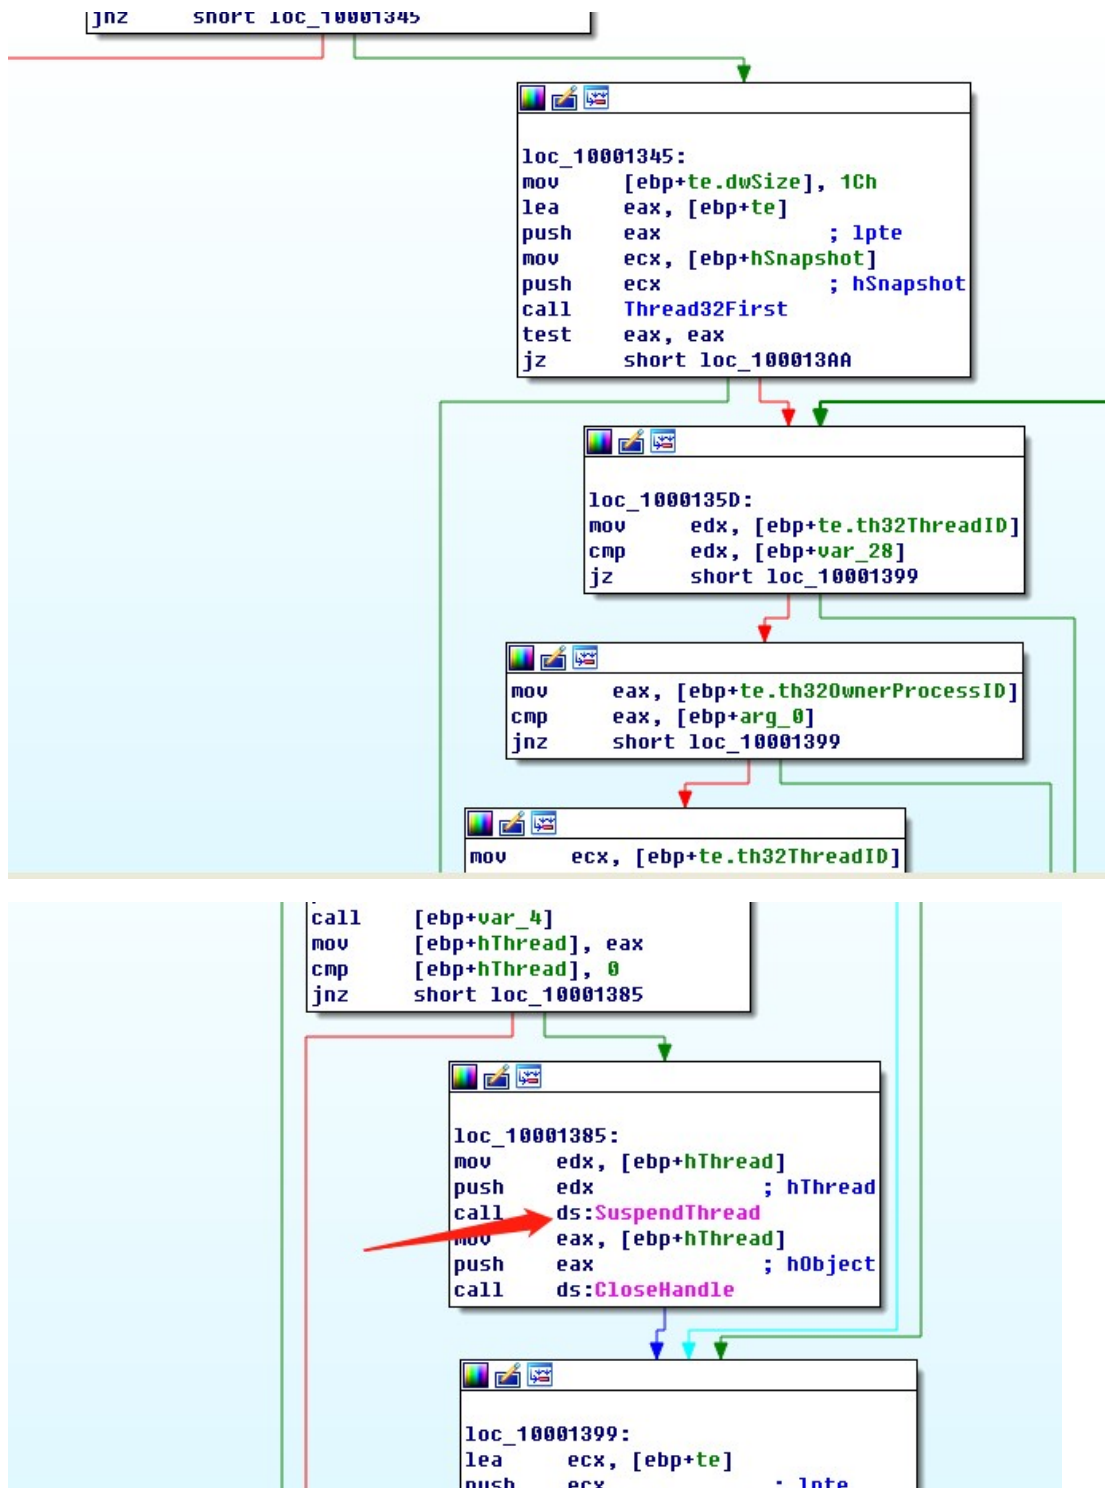 jnz     short loc_10001345
loc_10001345:
mov     [ebp+te.dwSize], 1Ch
lea     eax, [ebp+te]
push    eax             ; lpte
mov     ecx, [ebp+hSnapshot]
push    ecx             ; hSnapshot
call    Thread32First
test    eax, eax
jz      short loc_100013AA
loc_1000135D:
mov     edx, [ebp+te.th32ThreadID]
cmp     edx, [ebp+var_28]
jz      short loc_10001399
mov     eax, [ebp+te.th32OwnerProcessID]
cmp     eax, [ebp+arg_0]
jnz     short loc_10001399
mov     ecx, [ebp+te.th32ThreadID]
call    [ebp+var_4]
mov     [ebp+hThread], eax
cmp     [ebp+hThread], 0
jnz     short loc_10001385
loc_10001385:
mov     edx, [ebp+hThread]
push    edx             ; hThread
call    ds:SuspendThread
mov     eax, [ebp+hThread]
push    eax             ; hObject
call    ds:CloseHandle
loc_10001399:
lea     ecx, [ebp+te]
push    ecx             ; lpte